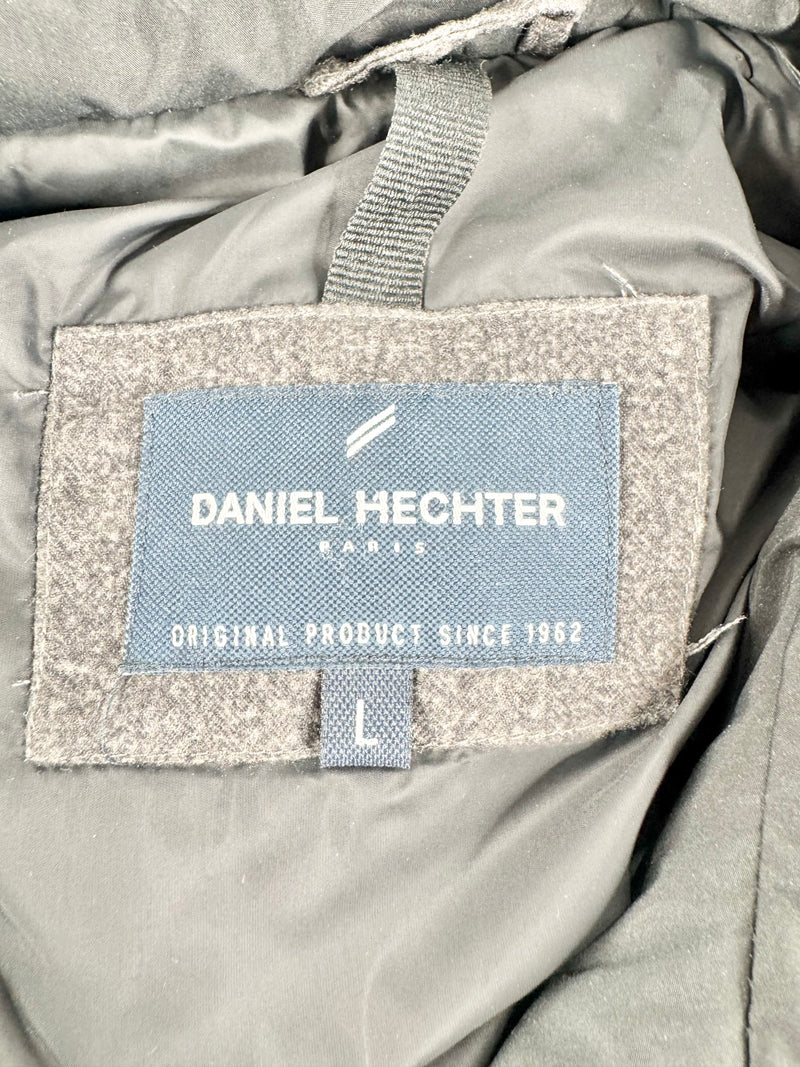 DANIEL HECHTER
PARIS
ORIGINAL PRODUCT SINCE 1962
L